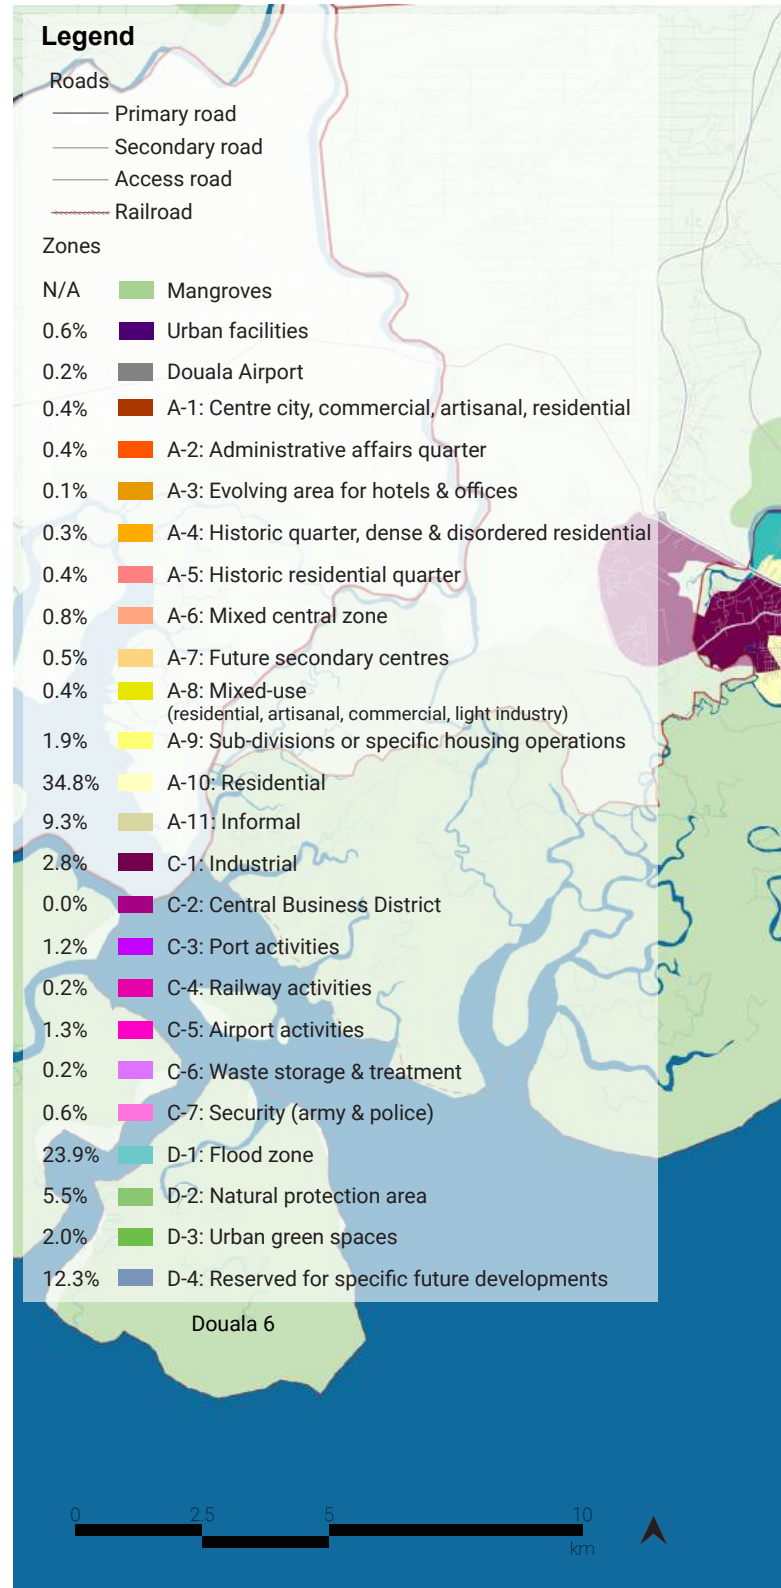 Legend
Roads
Primary road
Secondary road
Access road
Railroad
Zones
N/A Mangroves
0.6% Urban facilities
0.2% Douala Airport
0.4% A-1: Centre city, commercial, artisanal, residential
0.4% A-2: Administrative affairs quarter
0.1% A-3: Evolving area for hotels & offices
0.3% A-4: Historic quarter, dense & disordered residential
0.4% A-5: Historic residential quarter
0.8% A-6: Mixed central zone
0.5% A-7: Future secondary centres
0.4% A-8: Mixed-use
(residential, artisanal, commercial, light industry)
1.9% A-9: Sub-divisions or specific housing operations
34.8% A-10: Residential
9.3% A-11: Informal
2.8% C-1: Industrial
0.0% C-2: Central Business District
1.2% C-3: Port activities
0.2% C-4: Railway activities
1.3% C-5: Airport activities
0.2% C-6: Waste storage & treatment
0.6% C-7: Security (army & police)
23.9% D-1: Flood zone
5.5% D-2: Natural protection area
2.0% D-3: Urban green spaces
12.3% D-4: Reserved for specific future developments
Douala 6
0 2.5 5 10
km